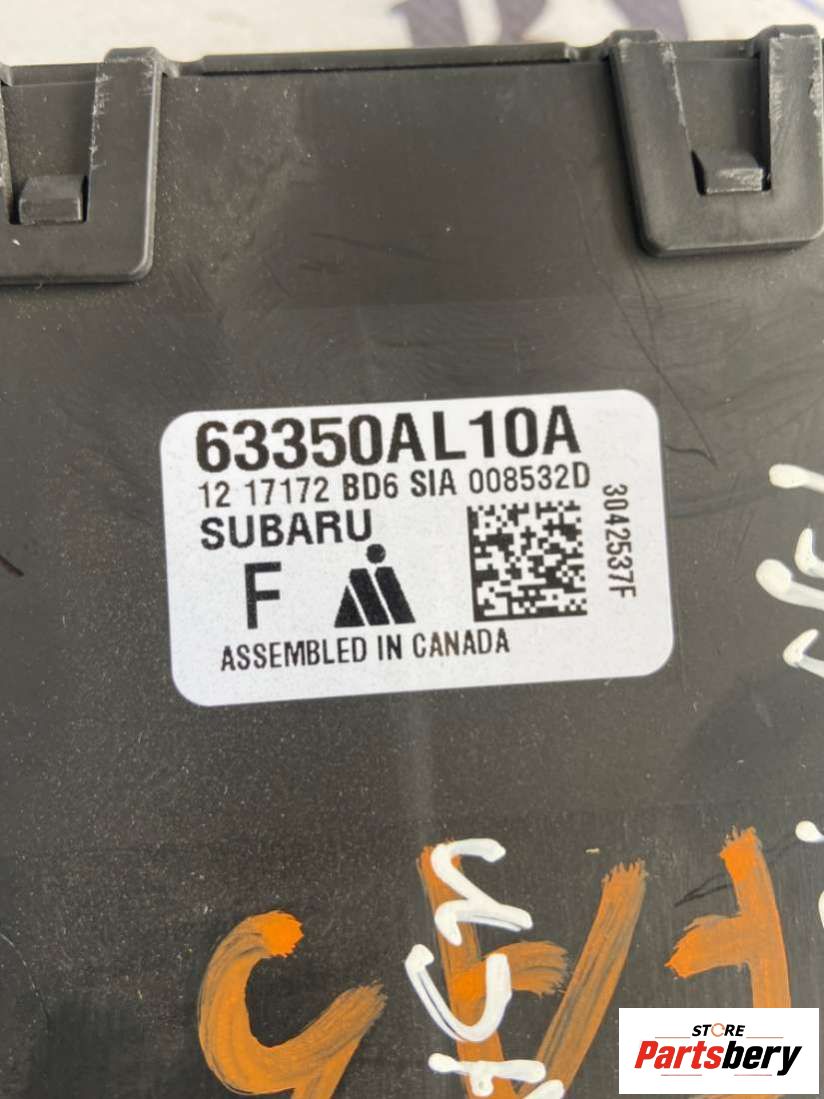 63350AL10A
12 17172 BD6 SIA 008532D
SUBARU
F
ASSEMBLED IN CANADA
3042537F
STORE
Partsbery